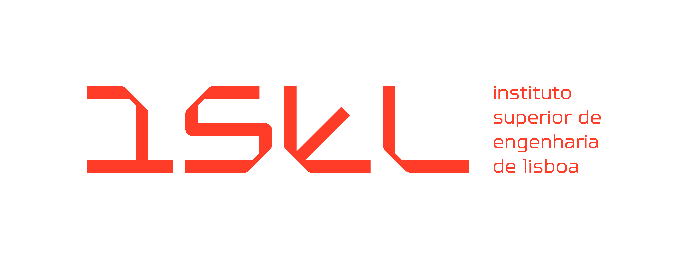 isel
instituto
superior de
engenharia
de lisboa